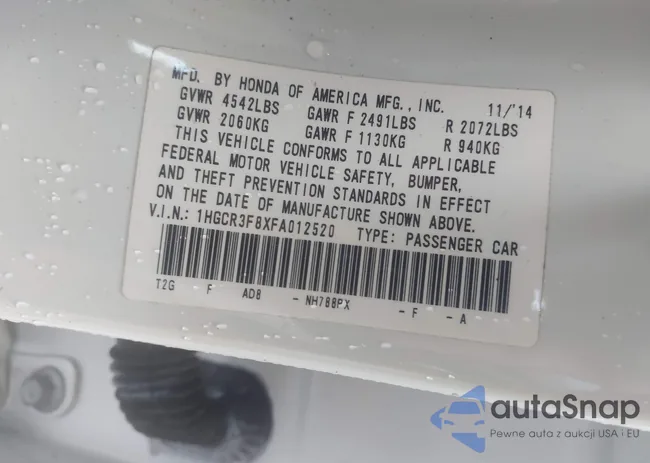 MFD. BY HONDA OF AMERICA MFG., INC. 11/'14
GVWR 4542LBS GAWR F 2491LBS R 2072LBS
GVWR 2060KG GAWR F 1130KG R 940KG
THIS VEHICLE CONFORMS TO ALL APPLICABLE
FEDERAL MOTOR VEHICLE SAFETY, BUMPER,
AND THEFT PREVENTION STANDARDS IN EFFECT
ON THE DATE OF MANUFACTURE SHOWN ABOVE.
V.I.N.: 1HGCR3F8XFA012520 TYPE: PASSENGER CAR
T2G F AD8 - NH788PX - F - A
autaSnap
Pewne auta z aukcji USA i EU